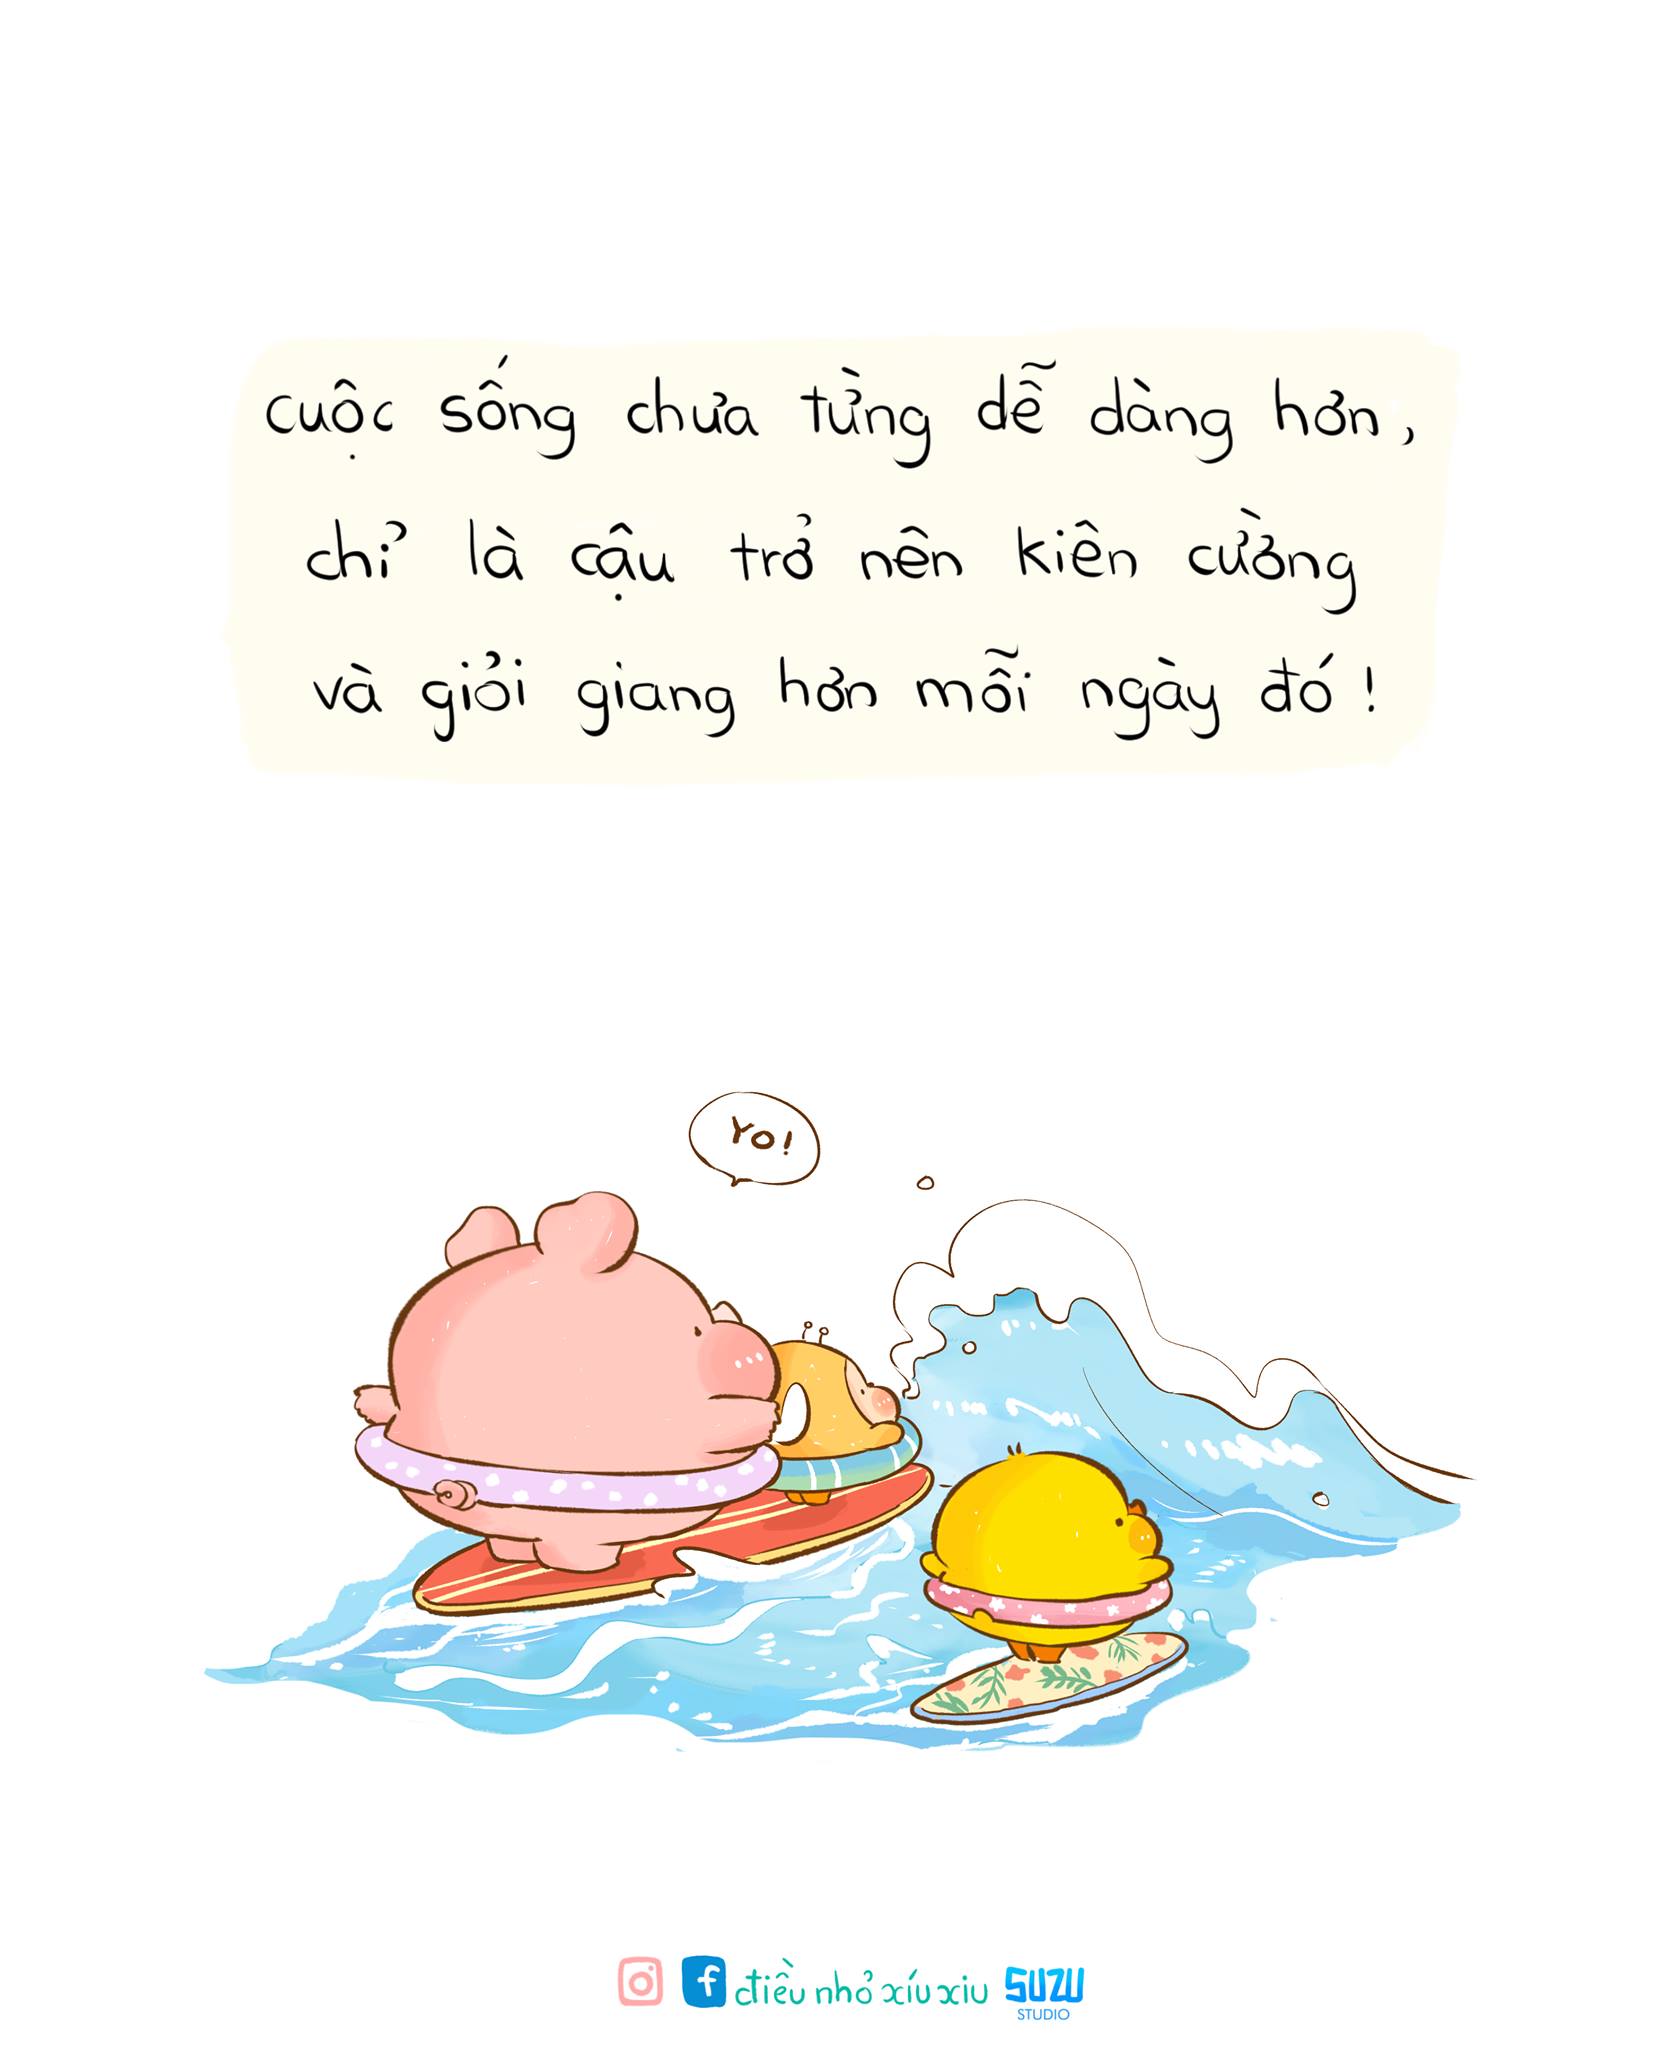 cuộc sống chưa từng dễ dàng hơn,
chỉ là cậu trở nên kiên cường
và giỏi giang hơn mỗi ngày đó!
Yo!
điều nhỏ xíu xiu SUZU
STUDIO